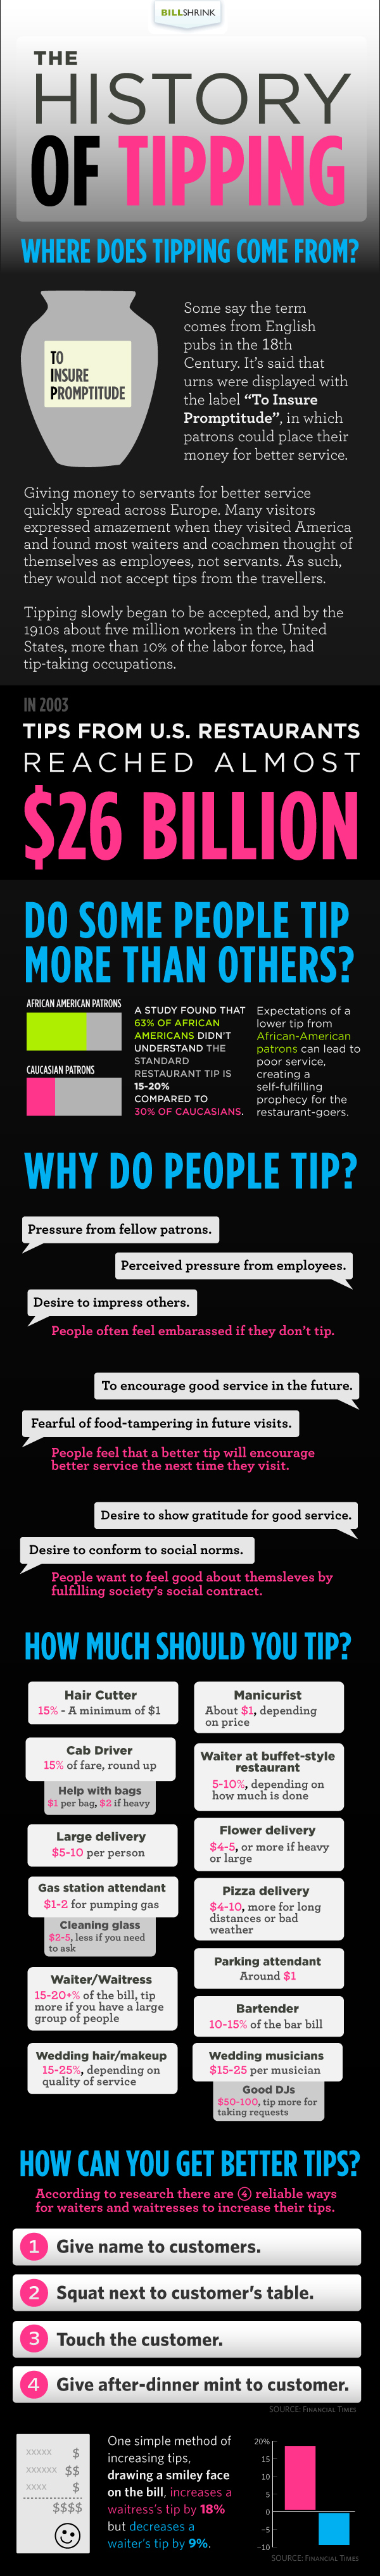 BILLSHRINK
THE
HISTORY
OF TIPPING
WHERE DOES TIPPING COME FROM?
TO
INSURE
PROMPTITUDE
Some say the term
comes from English
pubs in the 18th
Century. It's said that
urns were displayed with
the label “To Insure
Promptitude”, in which
patrons could place their
money for better service.
Giving money to servants for better service
quickly spread across Europe. Many visitors
expressed amazement when they visited America
and found most waiters and coachmen thought of
themselves as employees, not servants. As such,
they would not accept tips from the travellers.
Tipping slowly began to be accepted, and by the
1910s about five million workers in the United
States, more than 10% of the labor force, had
tip-taking occupations.
IN 2003
TIPS FROM U.S. RESTAURANTS
REACHED ALMOST
$26 BILLION
DO SOME PEOPLE TIP
MORE THAN OTHERS?
AFRICAN AMERICAN PATRONS
CAUCASIAN PATRONS
A STUDY FOUND THAT
63% OF AFRICAN
AMERICANS DIDN'T
UNDERSTAND THE
STANDARD
RESTAURANT TIP IS
15-20%
COMPARED TO
30% OF CAUCASIANS.
Expectations of a
lower tip from
African-American
patrons can lead to
poor service,
creating a
self-fulfilling
prophecy for the
restaurant-goers.
WHY DO PEOPLE TIP?
Pressure from fellow patrons.
Perceived pressure from employees.
Desire to impress others.
People often feel embarassed if they don't tip.
To encourage good service in the future.
Fearful of food-tampering in future visits.
People feel that a better tip will encourage
better service the next time they visit.
Desire to show gratitude for good service.
Desire to conform to social norms.
People want to feel good about themsleves by
fulfilling society's social contract.
HOW MUCH SHOULD YOU TIP?
Hair Cutter
15% - A minimum of $1
Cab Driver
15% of fare, round up
Help with bags
$1 per bag, $2 if heavy
Large delivery
$5-10 per person
Gas station attendant
$1-2 for pumping gas
Cleaning glass
$2-5, less if you need
to ask
Waiter/Waitress
15-20+% of the bill, tip
more if you have a large
group of people
Wedding hair/makeup
15-25%, depending on
quality of service
Manicurist
About $1, depending
on price
Waiter at buffet-style
restaurant
5-10%, depending on
how much is done
Flower delivery
$4-5, or more if heavy
or large
Pizza delivery
$4-10, more for long
distances or bad
weather
Parking attendant
Around $1
Bartender
10-15% of the bar bill
Wedding musicians
$15-25 per musician
Good DJs
$50-100, tip more for
taking requests
HOW CAN YOU GET BETTER TIPS?
According to research there are 4 reliable ways
for waiters and waitresses to increase their tips.
1 Give name to customers.
2 Squat next to customer's table.
3 Touch the customer.
4 Give after-dinner mint to customer.
SOURCE: FINANCIAL TIMES
XXXXX $
XXXXXX $$
XXXX $
$$$$
One simple method of
increasing tips,
drawing a smiley face
on the bill, increases a
waitress's tip by 18%
but decreases a
waiter's tip by 9%.
20%
15
10
5
0
-5
-10
SOURCE: FINANCIAL TIMES